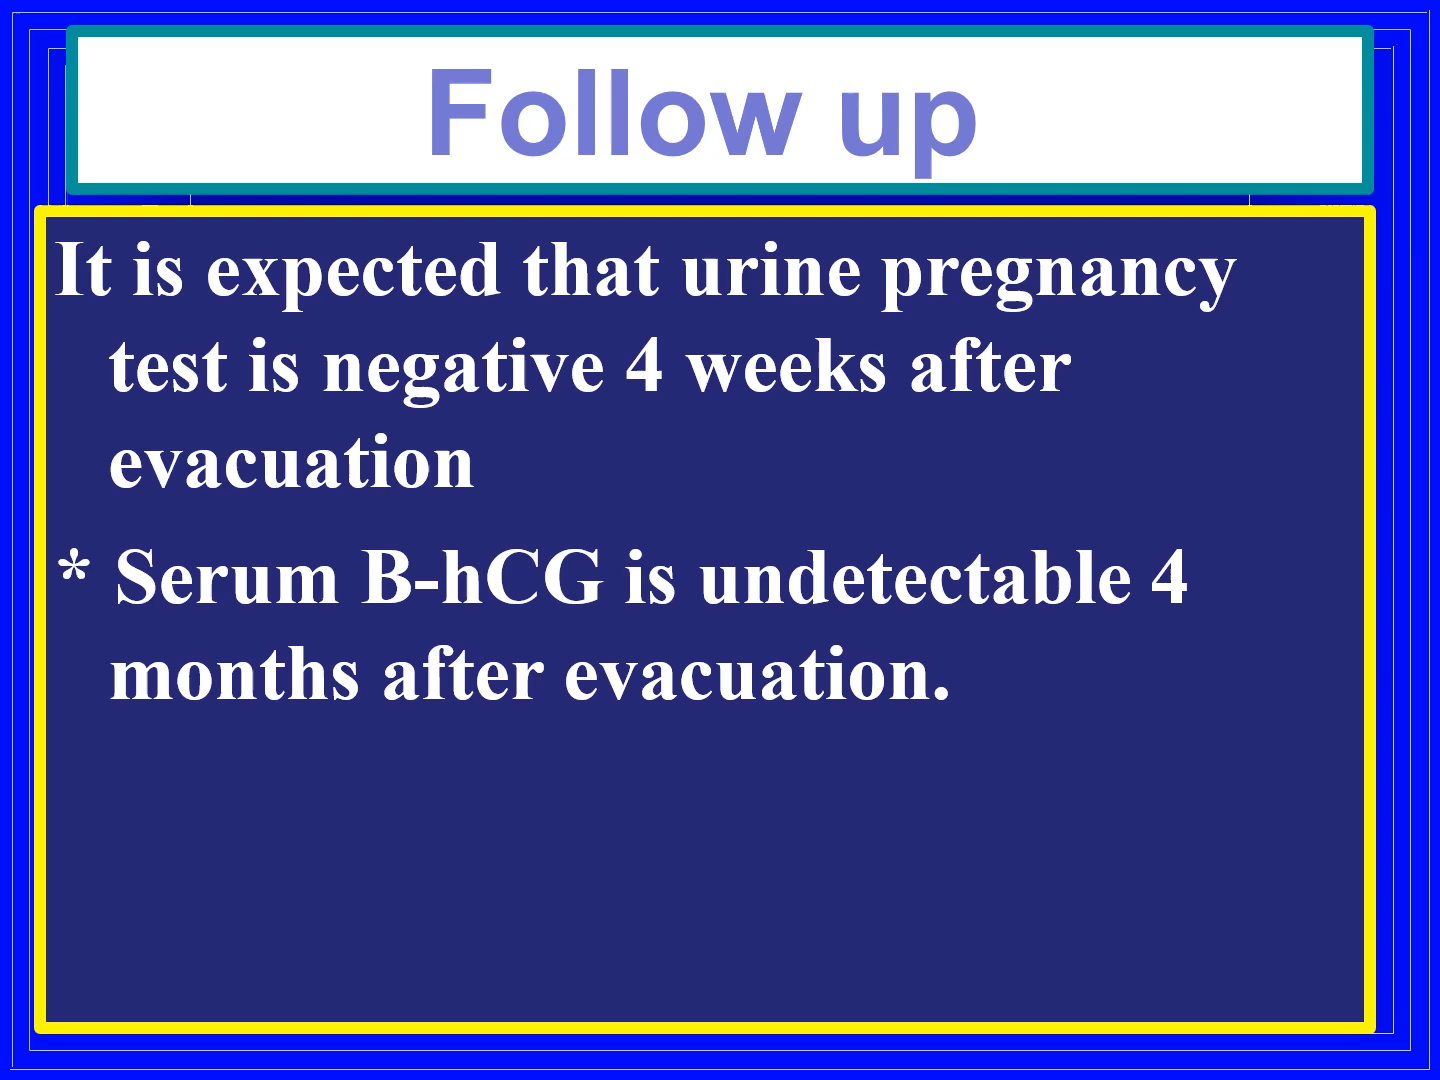 Follow up
It is expected that urine pregnancy
test is negative 4 weeks after
evacuation
* Serum B-hCG is undetectable 4
months after evacuation.